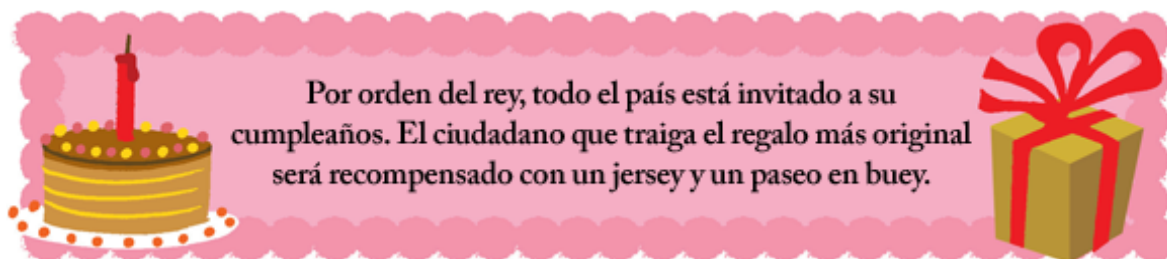 Por orden del rey, todo el país está invitado a su
cumpleaños. El ciudadano que traiga el regalo más original
será recompensado con un jersey y un paseo en buey.